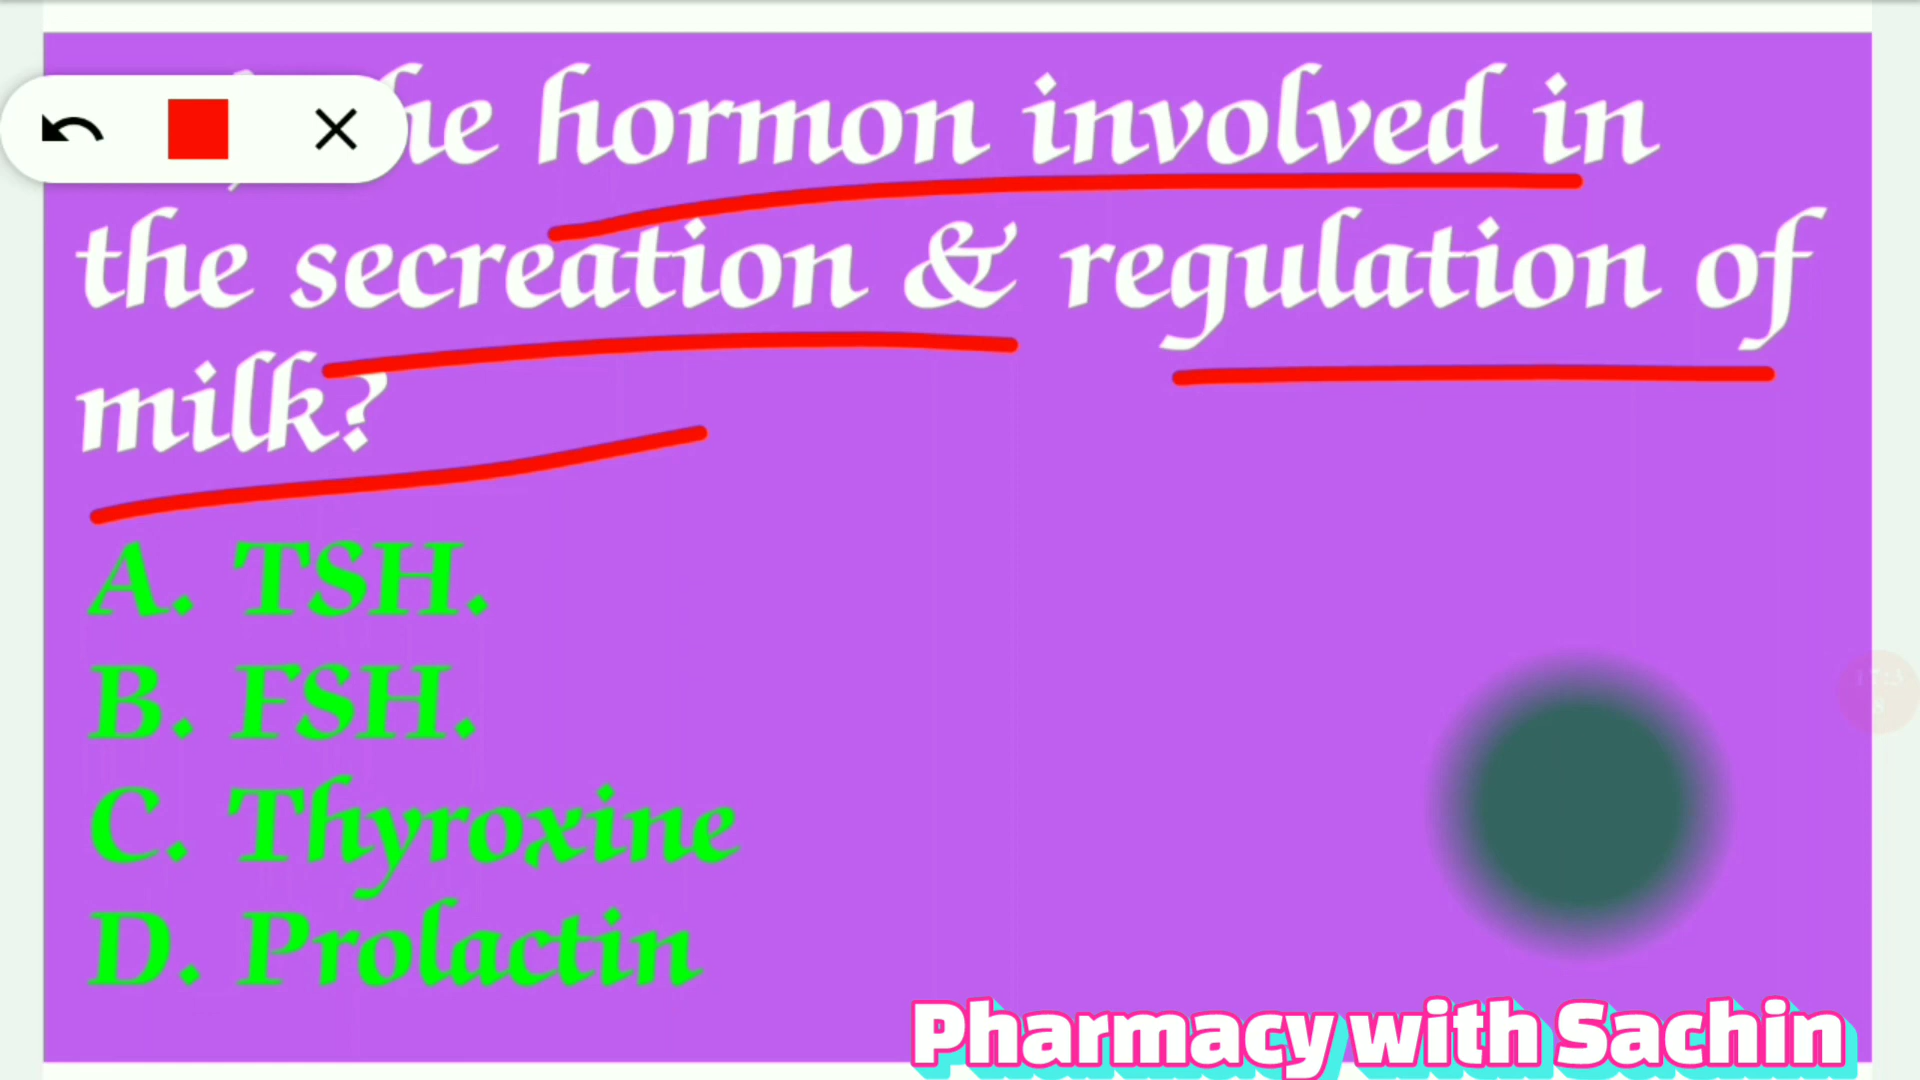 he hormon involved in
the secreation & regulation of
milk?
A. TSH.
B. FSH.
C. Thyroxine
D. Prolactin
Pharmacy with Sachin